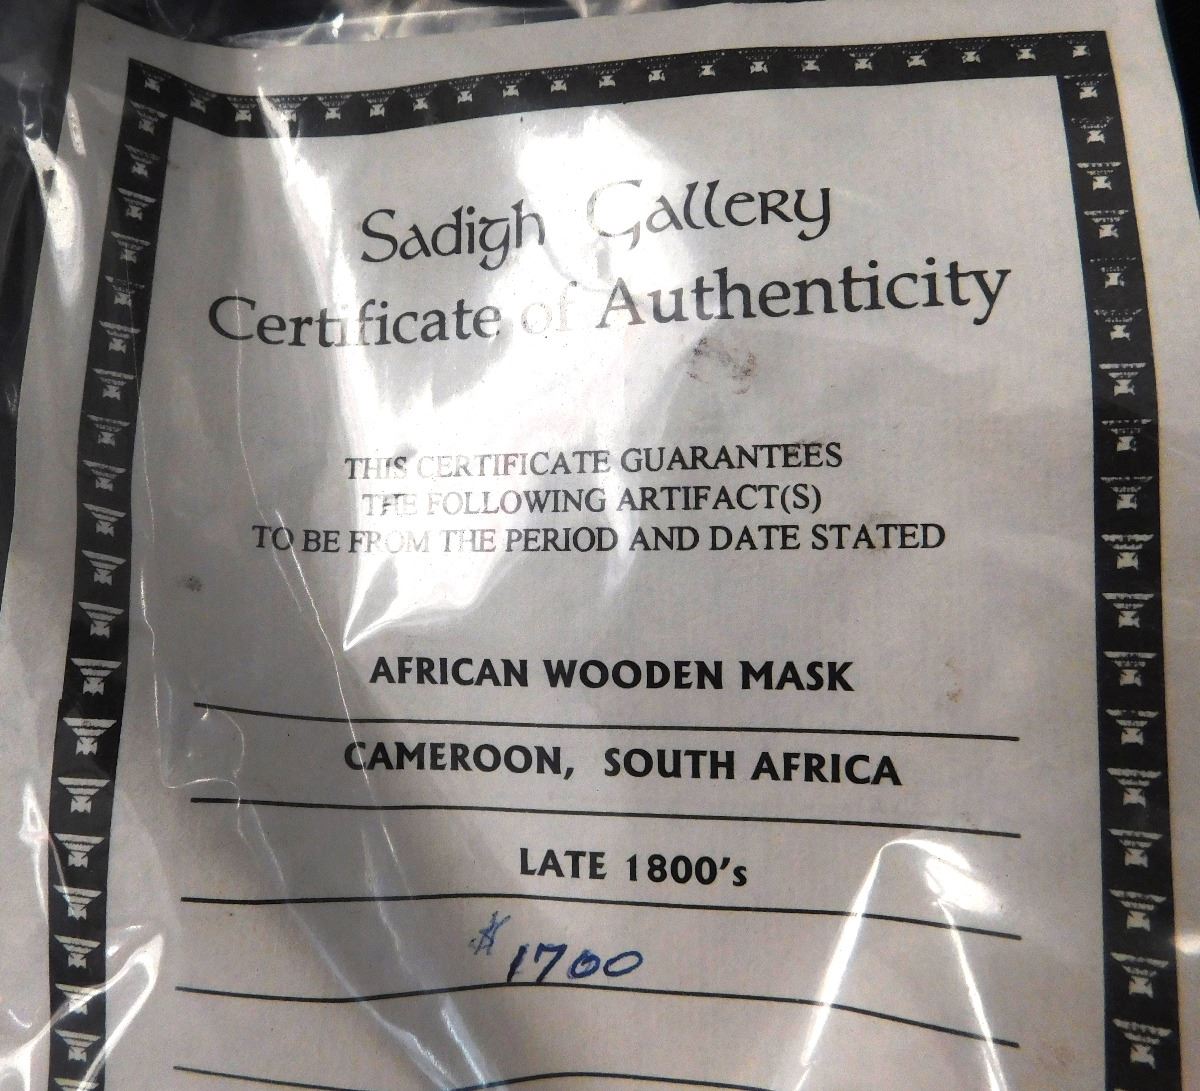 Sadigh Gallery
Certificate of Authenticity
THIS CERTIFICATE GUARANTEES
THE FOLLOWING ARTIFACT(S)
TO BE FROM THE PERIOD AND DATE STATED
AFRICAN WOODEN MASK
CAMEROON, SOUTH AFRICA
LATE 1800's
$1700